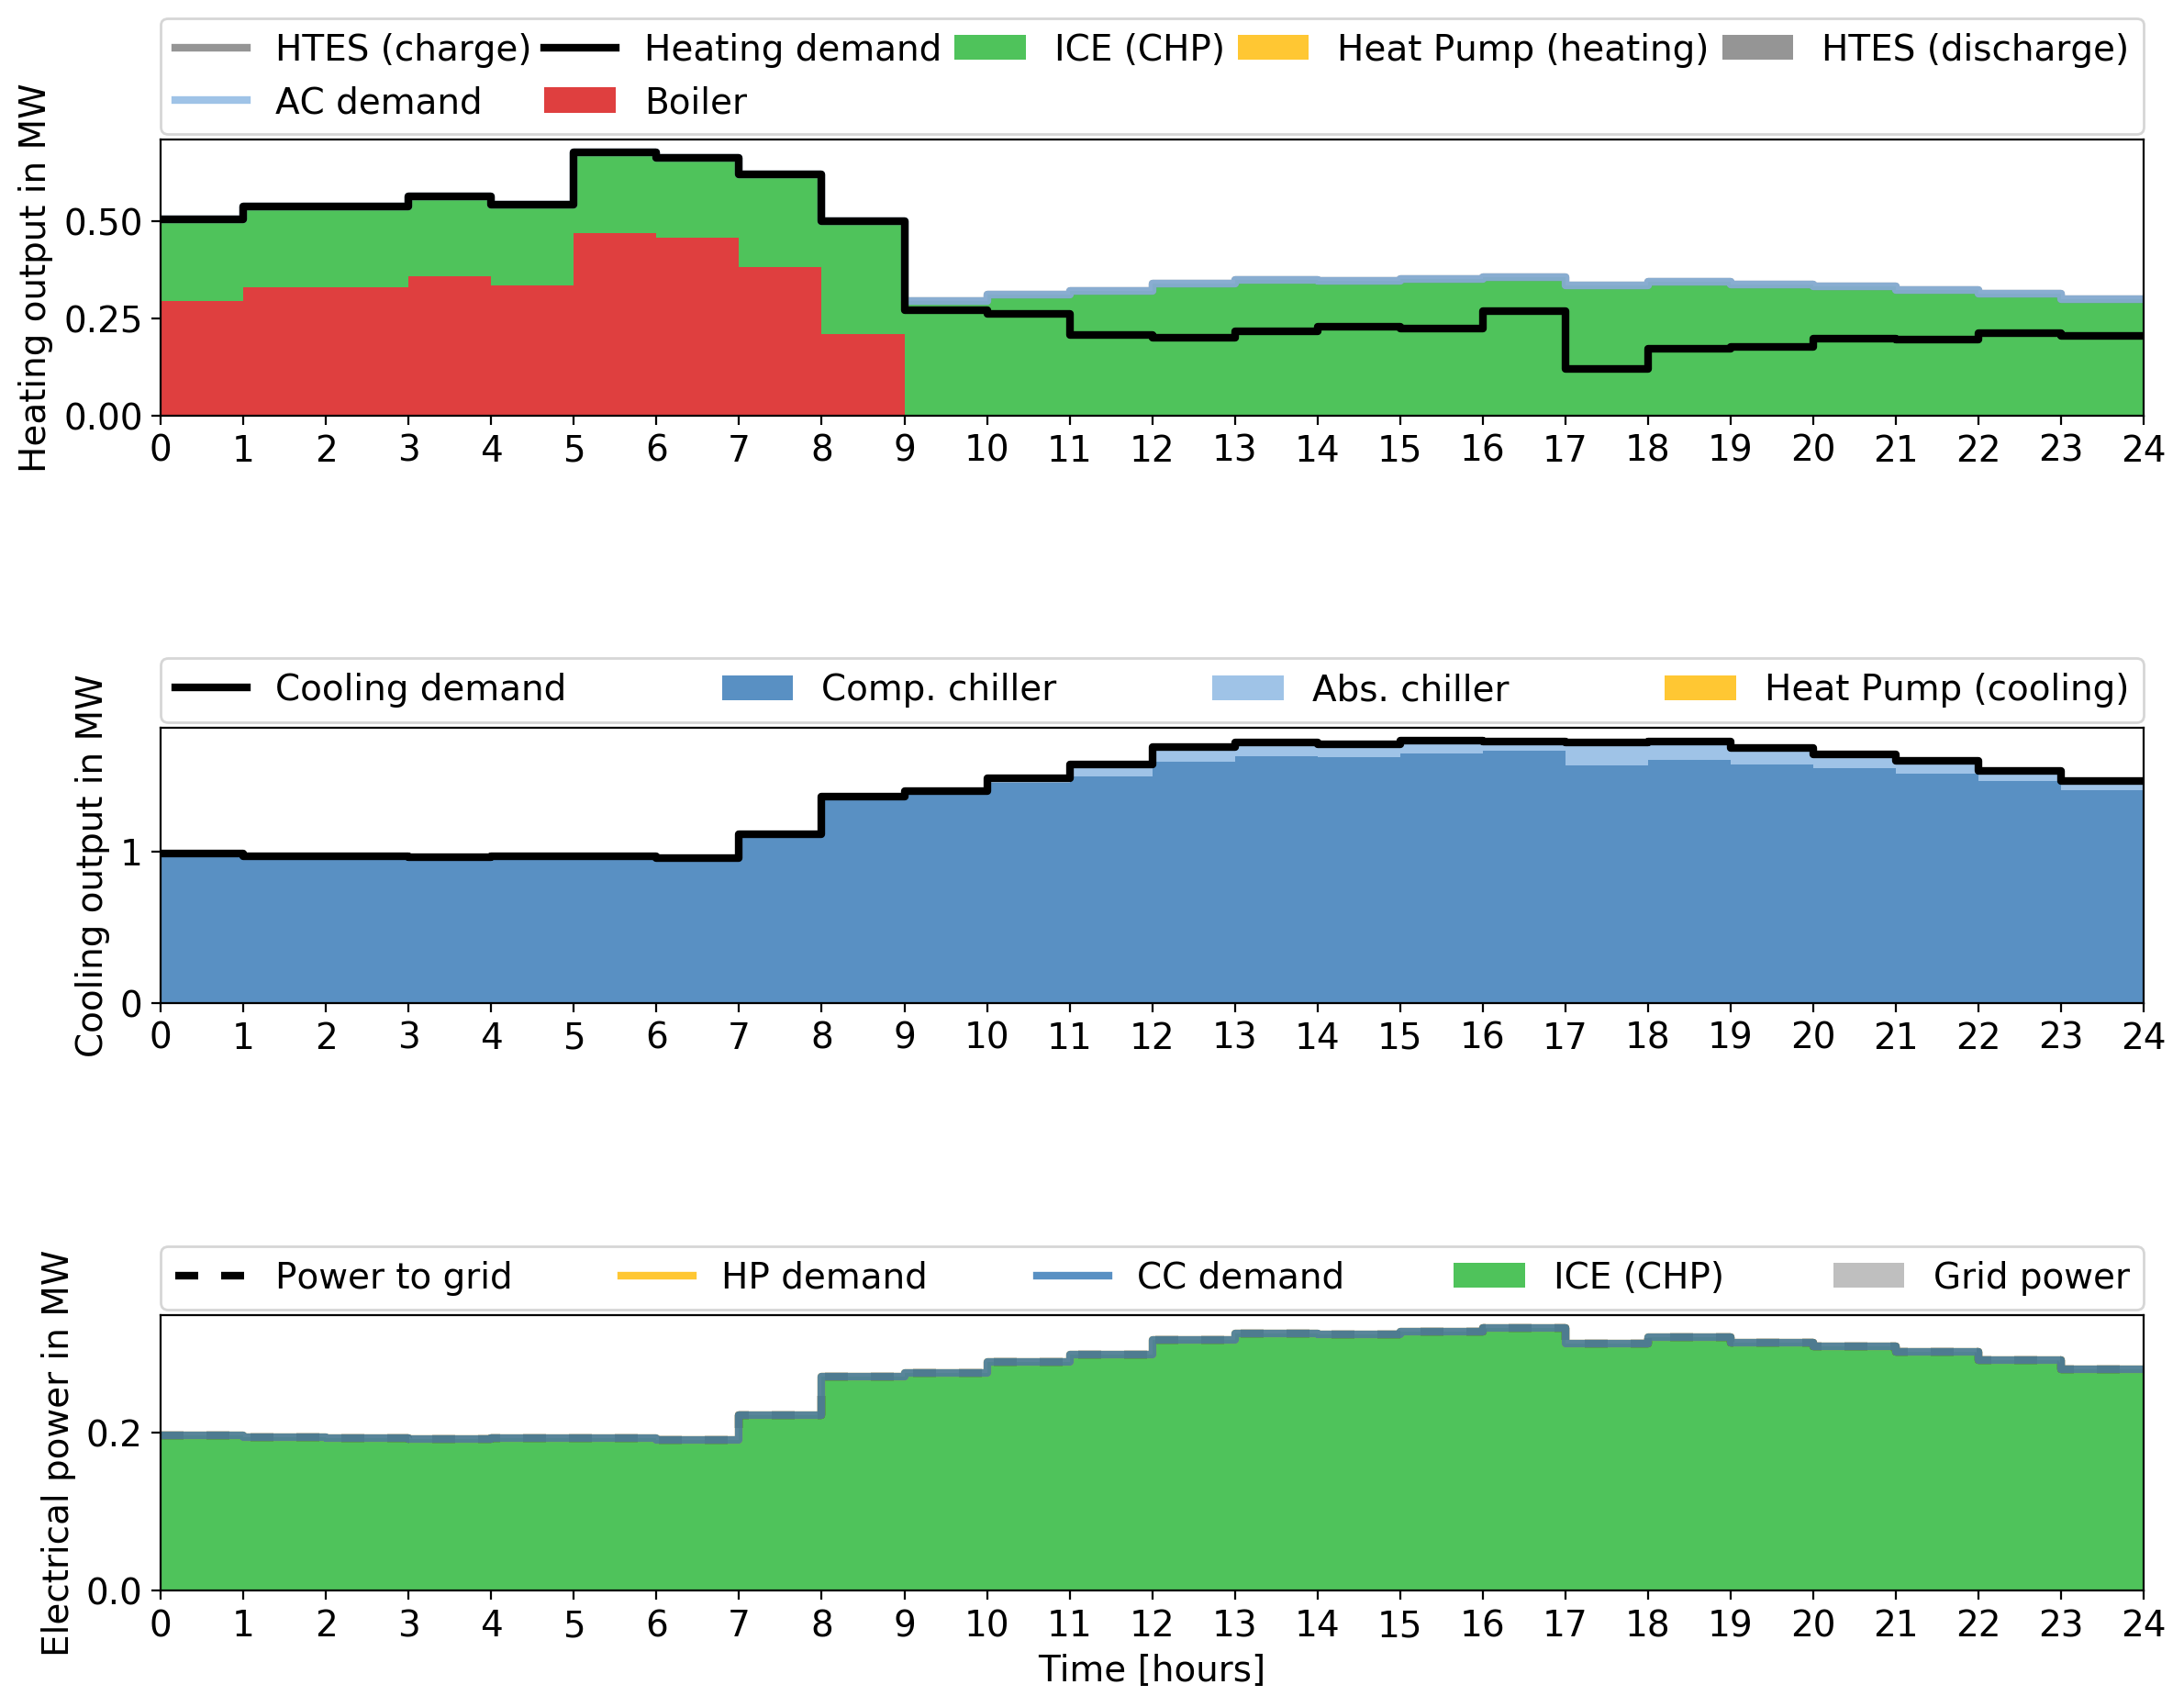 HTES (charge) Heating demand ICE (CHP) Heat Pump (heating) HTES (discharge)
AC demand Boiler
Heating output in MW
0.50
0.25
0.00
0 1 2 3 4 5 6 7 8 9 10 11 12 13 14 15 16 17 18 19 20 21 22 23 24
Cooling demand Comp. chiller Abs. chiller Heat Pump (cooling)
Cooling output in MW
1
0
0 1 2 3 4 5 6 7 8 9 10 11 12 13 14 15 16 17 18 19 20 21 22 23 24
Power to grid HP demand CC demand ICE (CHP) Grid power
Electrical power in MW
0.2
0.0
0 1 2 3 4 5 6 7 8 9 10 11 12 13 14 15 16 17 18 19 20 21 22 23 24
Time [hours]